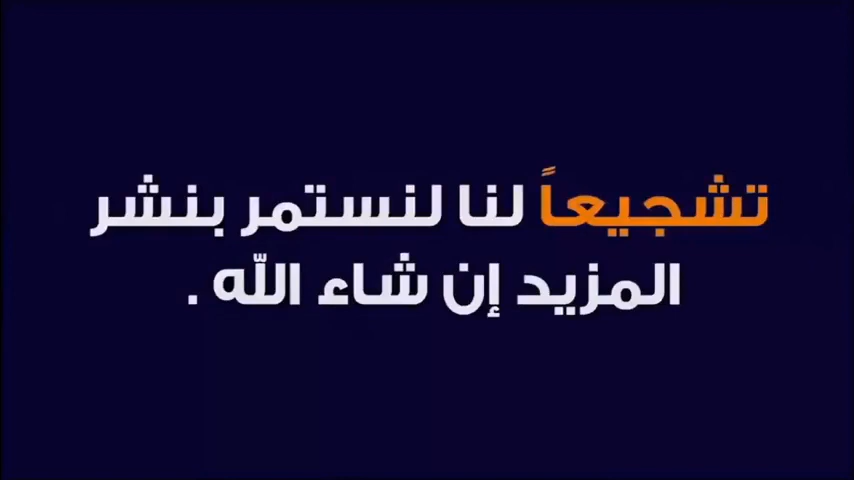 تشجيعاً لنا لنستمر بنشر
المزيد إن شاء الله .